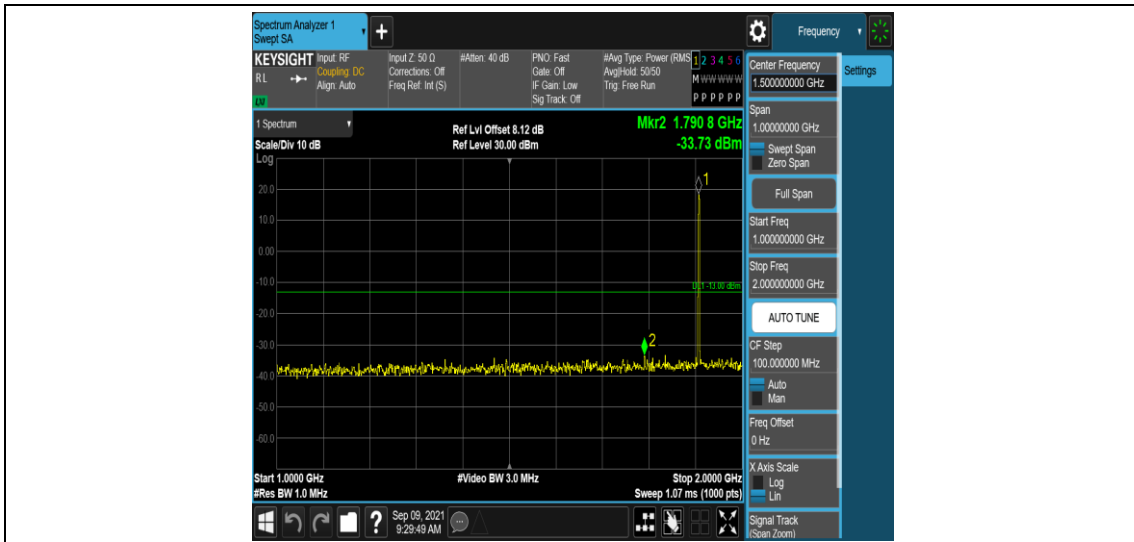 Spectrum Analyzer 1
Swept SA
+
Frequency
KEYSIGHT Input: RF Input Z: 50 Ω #Atten: 40 dB PNO: Fast #Avg Type: Power (RMS 1 2 3 4 5 6
RL Coupling: DC Corrections: Off Gate: Off Avg|Hold: 50/50 M W W W W W
Align: Auto Freq Ref: Int (S) IF Gain: Low Trig: Free Run
LXI Sig Track: Off P P P P P P
Center Frequency
1.500000000 GHz
Settings
Span
1.00000000 GHz
Swept Span
Zero Span
Full Span
Start Freq
1.000000000 GHz
Stop Freq
2.000000000 GHz
AUTO TUNE
CF Step
100.000000 MHz
Auto
Man
Freq Offset
0 Hz
X Axis Scale
Log
Lin
Signal Track
(Span Zoom)
1 Spectrum
Scale/Div 10 dB
Ref Lvl Offset 8.12 dB
Ref Level 30.00 dBm
Mkr2 1.790 8 GHz
-33.73 dBm
Log
1
20.0
10.0
0.00
-10.0
DL1 -13.00 dBm
-20.0
-30.0
2
-40.0
-50.0
-60.0
Start 1.0000 GHz #Video BW 3.0 MHz Stop 2.0000 GHz
#Res BW 1.0 MHz Sweep 1.07 ms (1000 pts)
?
Sep 09, 2021
9:29:49 AM